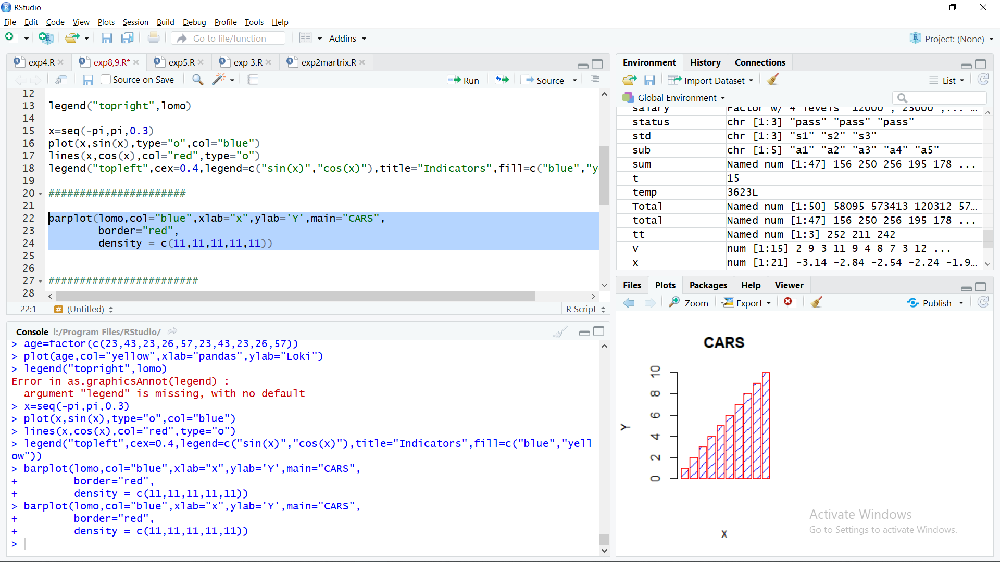 RStudio
File Edit Code View Plots Session Build Debug Profile Tools Help
Go to file/function Addins Project: (None)
exp4.R exp8,9.R* exp5.R exp 3.R exp2martrix.R
Source on Save Run Source
12
13 legend("topright",lomo)
14
15 x=seq(-pi,pi,0.3)
16 plot(x,sin(x),type="o",col="blue")
17 lines(x,cos(x),col="red",type="o")
18 legend("topleft",cex=0.4,legend=c("sin(x)","cos(x)"),title="Indicators",fill=c("blue","y
19
20 ######################
21
22 barplot(lomo,col="blue",xlab="x",ylab='Y',main="CARS",
23 border="red",
24 density = c(11,11,11,11,11))
25
26
27 ########################
28
22:1 # (Untitled) R Script
Console I:/Program Files/RStudio/
> age=factor(c(23,43,23,26,57,23,43,23,26,57))
> plot(age,col="yellow",xlab="pandas",ylab="Loki")
> legend("topright",lomo)
Error in as.graphicsAnnot(legend) :
argument "legend" is missing, with no default
> x=seq(-pi,pi,0.3)
> plot(x,sin(x),type="o",col="blue")
> lines(x,cos(x),col="red",type="o")
> legend("topleft",cex=0.4,legend=c("sin(x)","cos(x)"),title="Indicators",fill=c("blue","yell
ow"))
> barplot(lomo,col="blue",xlab="x",ylab='Y',main="CARS",
+ border="red",
+ density = c(11,11,11,11,11))
> barplot(lomo,col="blue",xlab="x",ylab='Y',main="CARS",
+ border="red",
+ density = c(11,11,11,11,11))
>
Environment History Connections
Import Dataset List
Global Environment
salary Factor w/ 4 levels "12000","23000",..: ...
status chr [1:3] "pass" "pass" "pass"
std chr [1:3] "s1" "s2" "s3"
sub chr [1:5] "a1" "a2" "a3" "a4" "a5"
sum Named num [1:47] 156 250 256 195 178 ...
t 15
temp 3623L
Total Named num [1:50] 58095 573413 120312 57...
total Named num [1:47] 156 250 256 195 178 ...
tt Named num [1:3] 252 211 242
v num [1:15] 2 9 3 11 9 4 8 7 3 12 ...
x num [1:21] -3.14 -2.84 -2.54 -2.24 -1.9...
Files Plots Packages Help Viewer
Zoom Export Publish
CARS
Y
10
8
6
4
2
0
x
Activate Windows
Go to Settings to activate Windows.